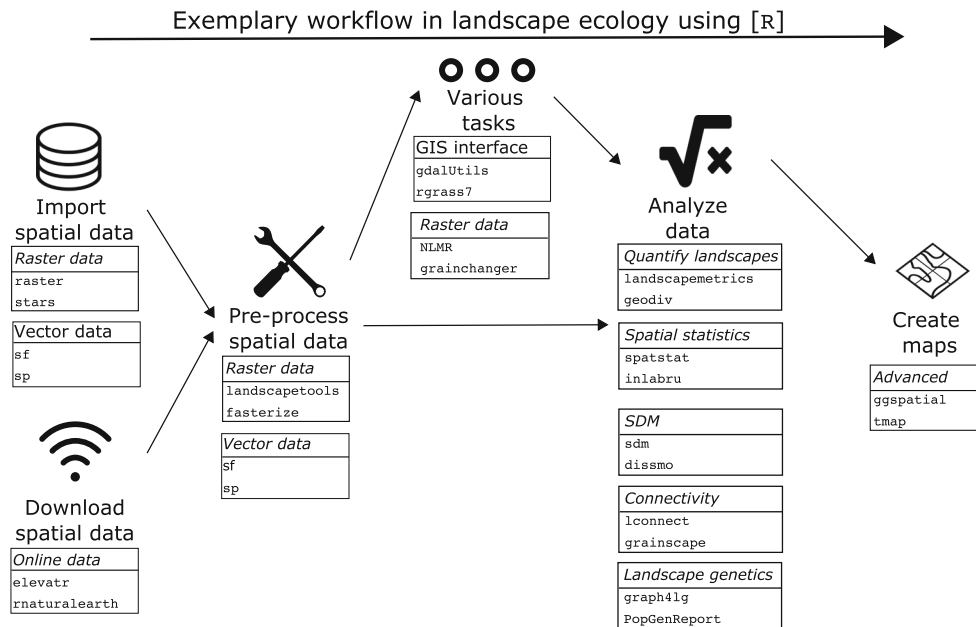 Exemplary workflow in landscape ecology using [R]
Import
spatial data
Raster data
raster
stars
Vector data
sf
sp
Download
spatial data
Online data
elevatr
rnaturalearth
Pre-process
spatial data
Raster data
landscapetools
fasterize
Vector data
sf
sp
Various
tasks
GIS interface
gdalUtils
rgrass7
Raster data
NLMR
grainchanger
Analyze
data
Quantify landscapes
landscapemetrics
geodiv
Spatial statistics
spatstat
inlabru
SDM
sdm
dissmo
Connectivity
lconnect
grainscape
Landscape genetics
graph4lg
PopGenReport
Create
maps
Advanced
ggspatial
tmap